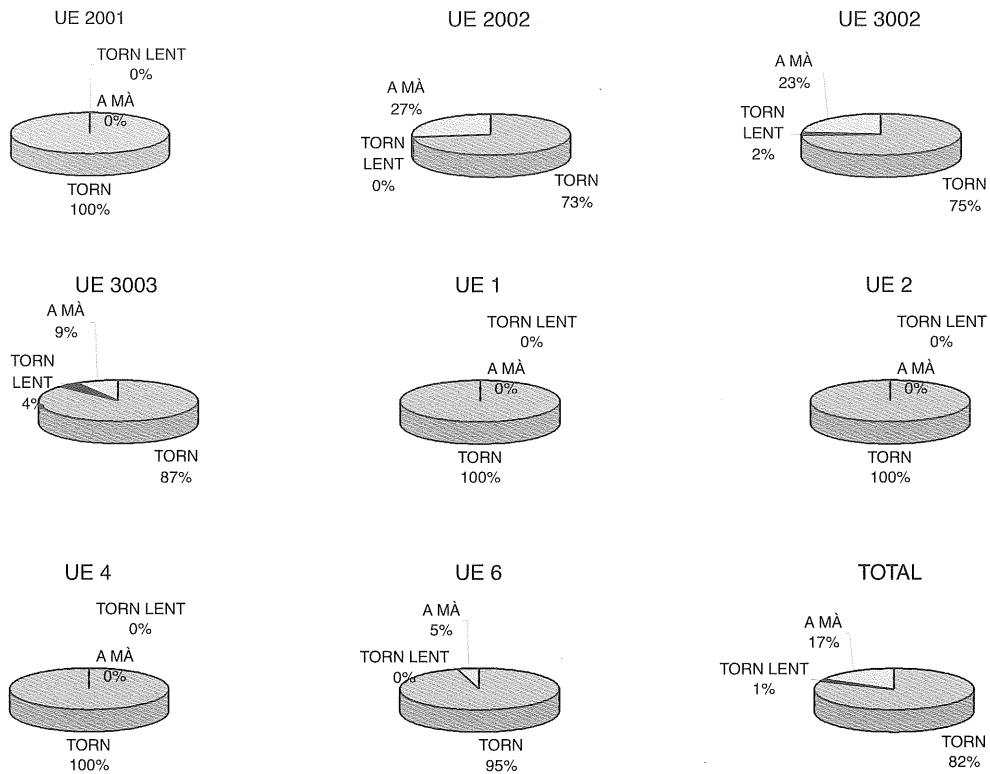 UE 2001
TORN LENT
0%
A MÀ
0%
TORN
100%
UE 2002
A MÀ
27%
TORN
LENT
0%
TORN
73%
UE 3002
A MÀ
23%
TORN
LENT
2%
TORN
75%
UE 3003
A MÀ
9%
TORN
LENT
4%
TORN
87%
UE 1
TORN LENT
0%
A MÀ
0%
TORN
100%
UE 2
TORN LENT
0%
A MÀ
0%
TORN
100%
UE 4
TORN LENT
0%
A MÀ
0%
TORN
100%
UE 6
A MÀ
5%
TORN LENT
0%
TORN
95%
TOTAL
A MÀ
17%
TORN LENT
1%
TORN
82%